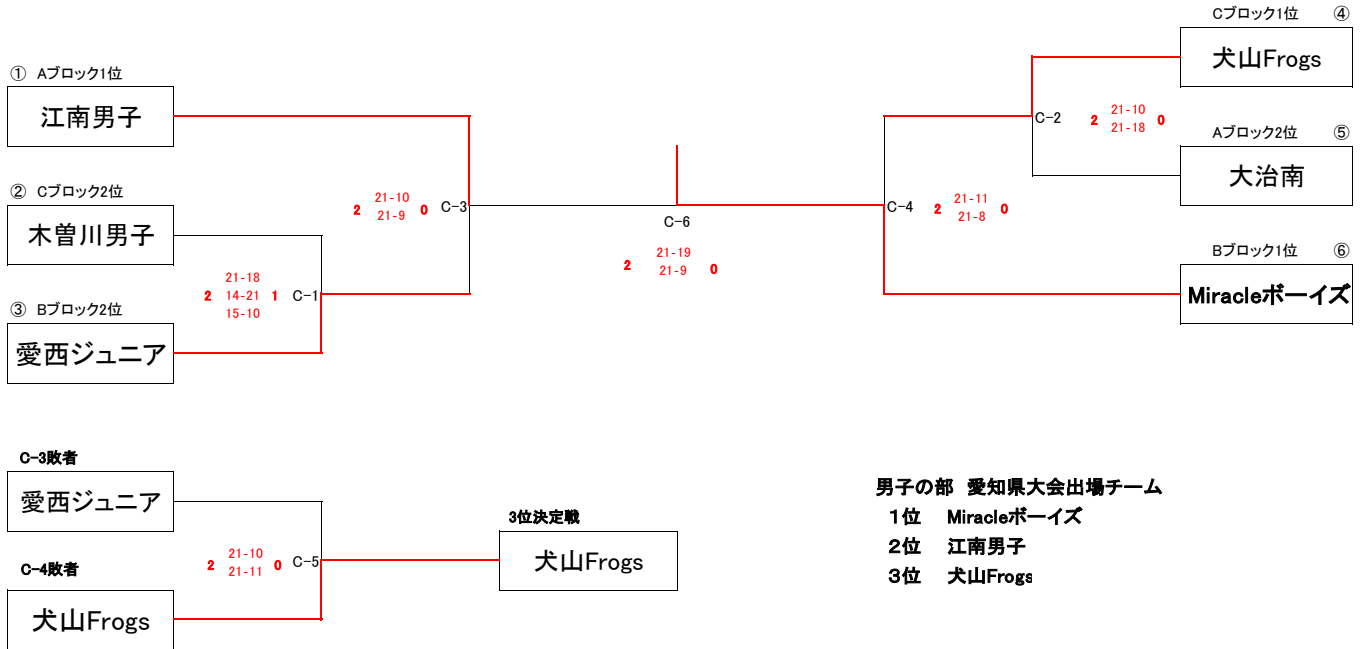 ① Aブロック1位
江南男子
② Cブロック2位
木曽川男子
③ Bブロック2位
愛西ジュニア
21-18
2 14-21 1 C-1
15-10
21-10
2 21-9 0 C-3
C-6
21-19
2 21-9 0
Cブロック1位 ④
犬山Frogs
C-2 2 21-10 0
21-18
Aブロック2位 ⑤
大治南
C-4 2 21-11 0
21-8
Bブロック1位 ⑥
Miracleボーイズ
C-3敗者
愛西ジュニア
C-4敗者
犬山Frogs
21-10
2 21-11 0 C-5
3位決定戦
犬山Frogs
男子の部 愛知県大会出場チーム
1位 Miracleボーイズ
2位 江南男子
3位 犬山Frogs